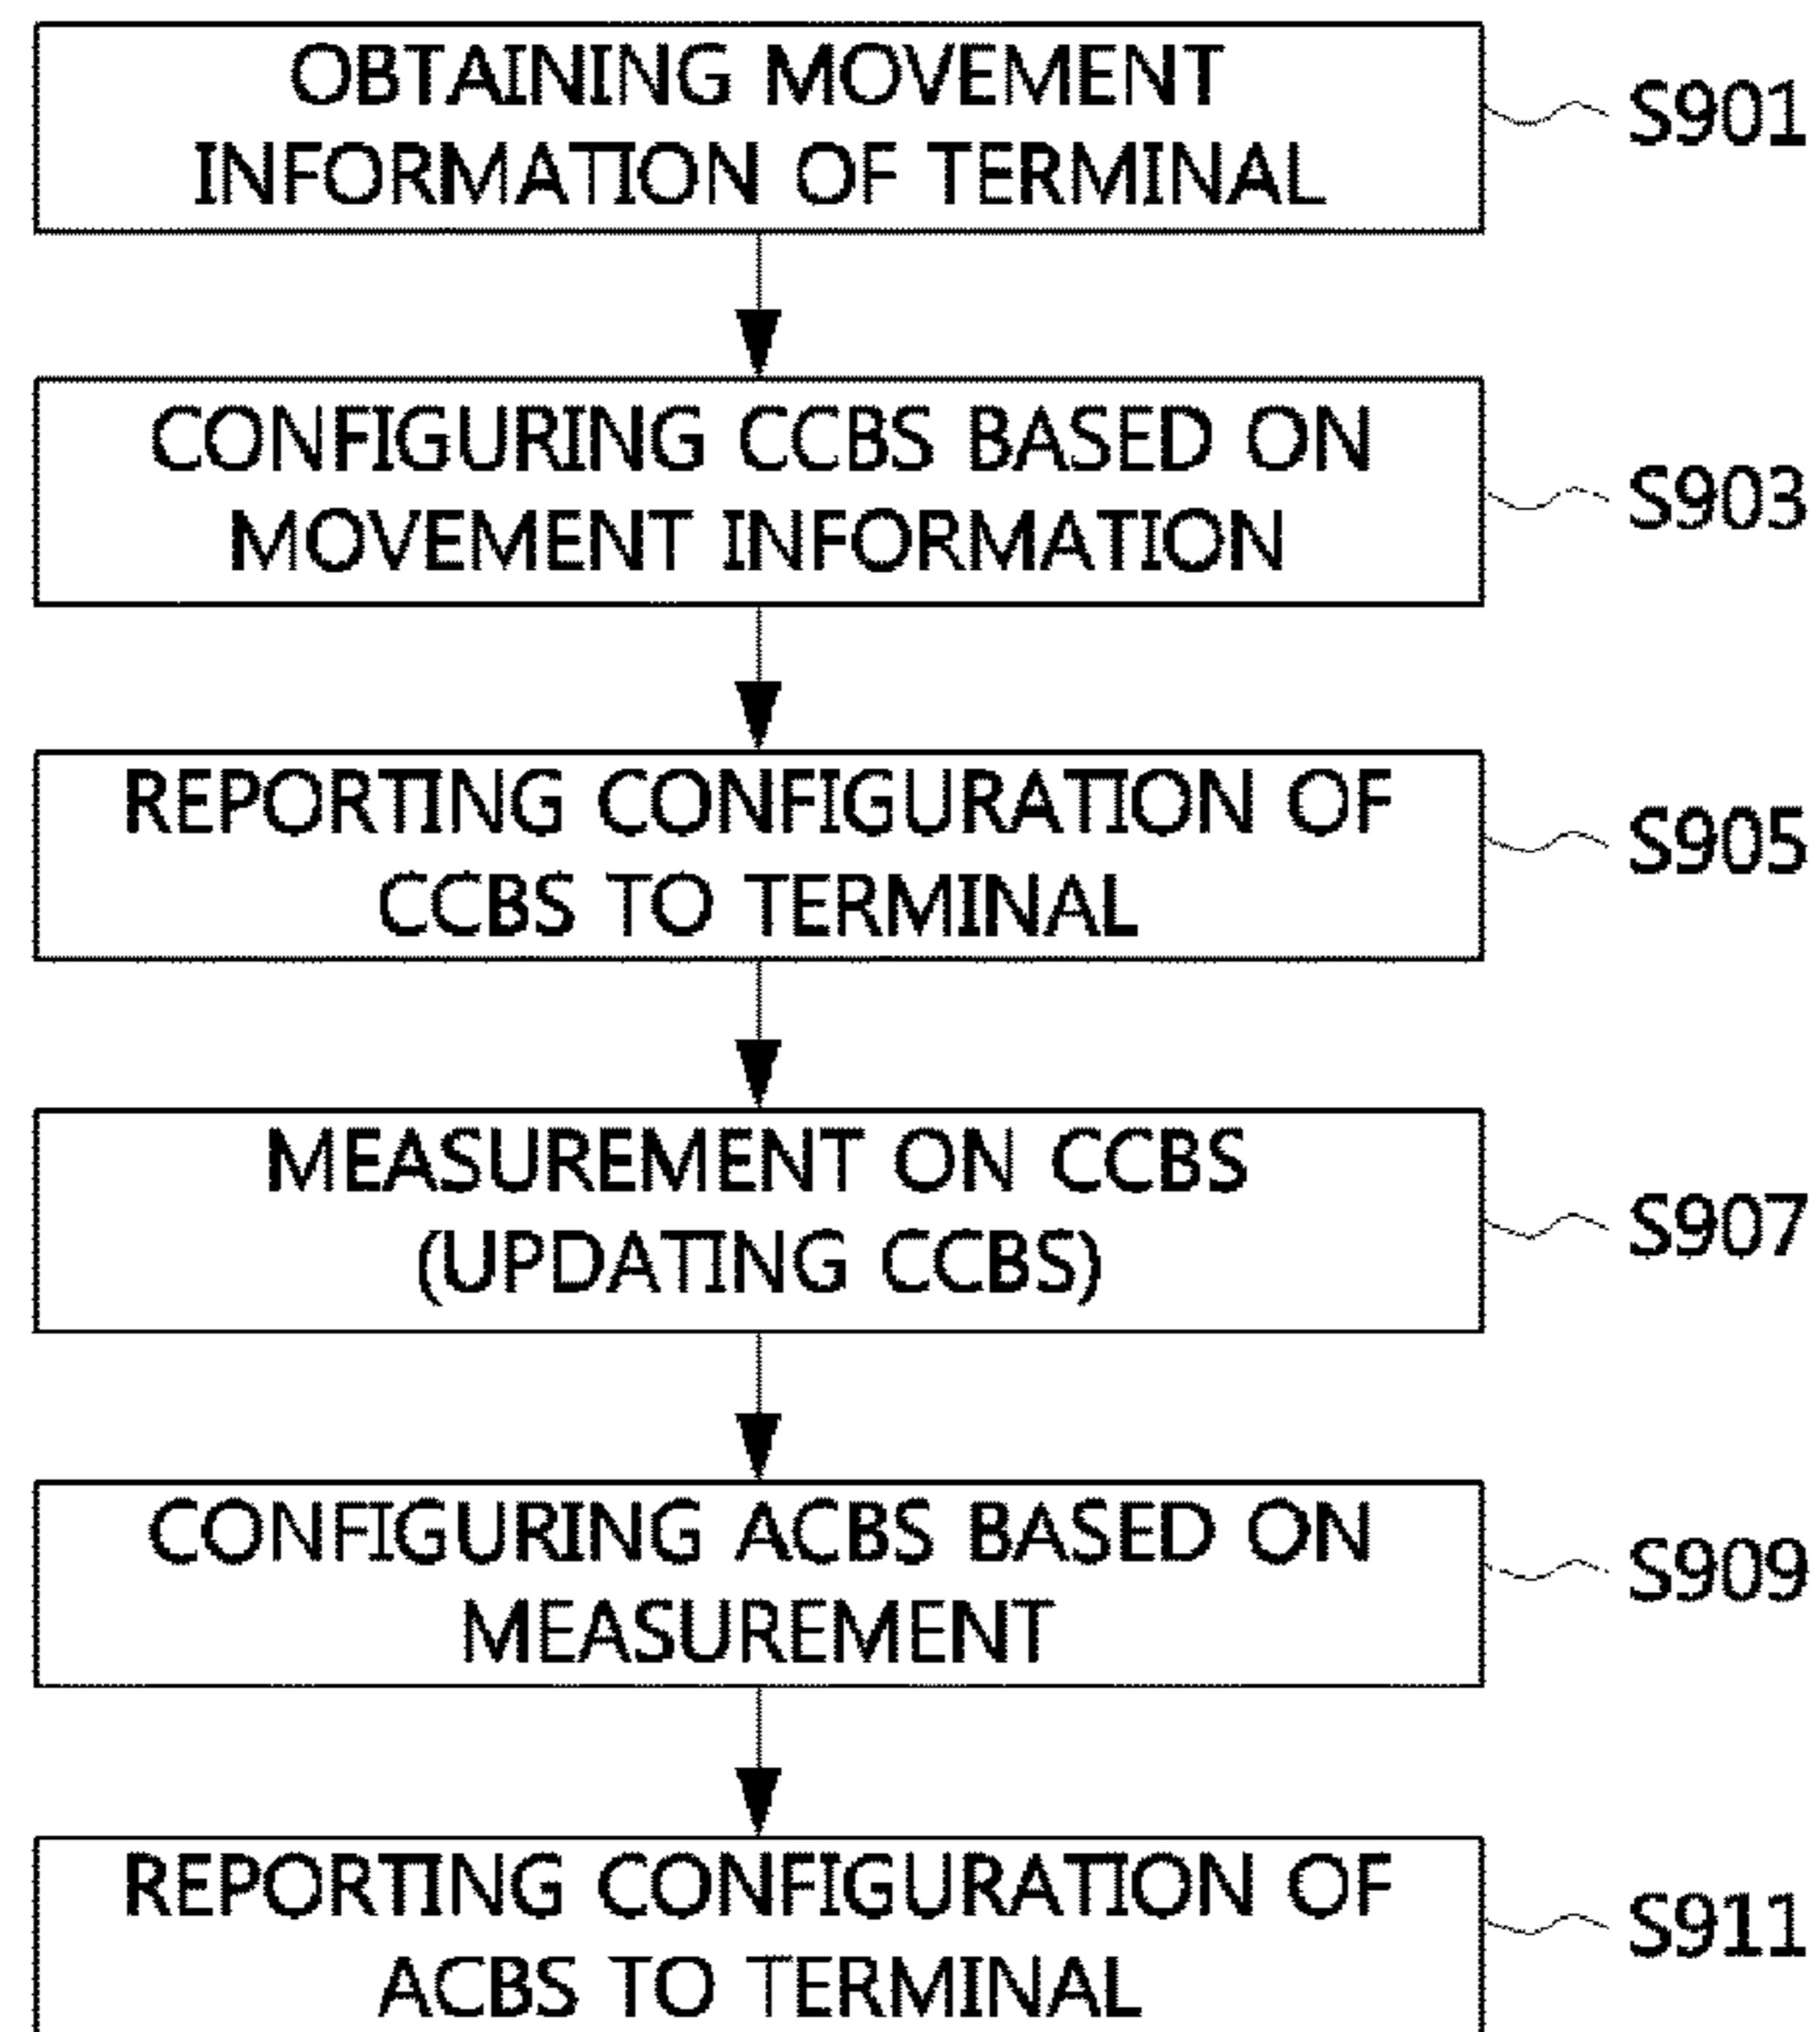 OBTAINING MOVEMENT
INFORMATION OF TERMINAL
S901
CONFIGURING CCBS BASED ON
MOVEMENT INFORMATION
S903
REPORTING CONFIGURATION OF
CCBS TO TERMINAL
S905
MEASUREMENT ON CCBS
(UPDATING CCBS)
S907
CONFIGURING ACBS BASED ON
MEASUREMENT
S909
REPORTING CONFIGURATION OF
ACBS TO TERMINAL
S911